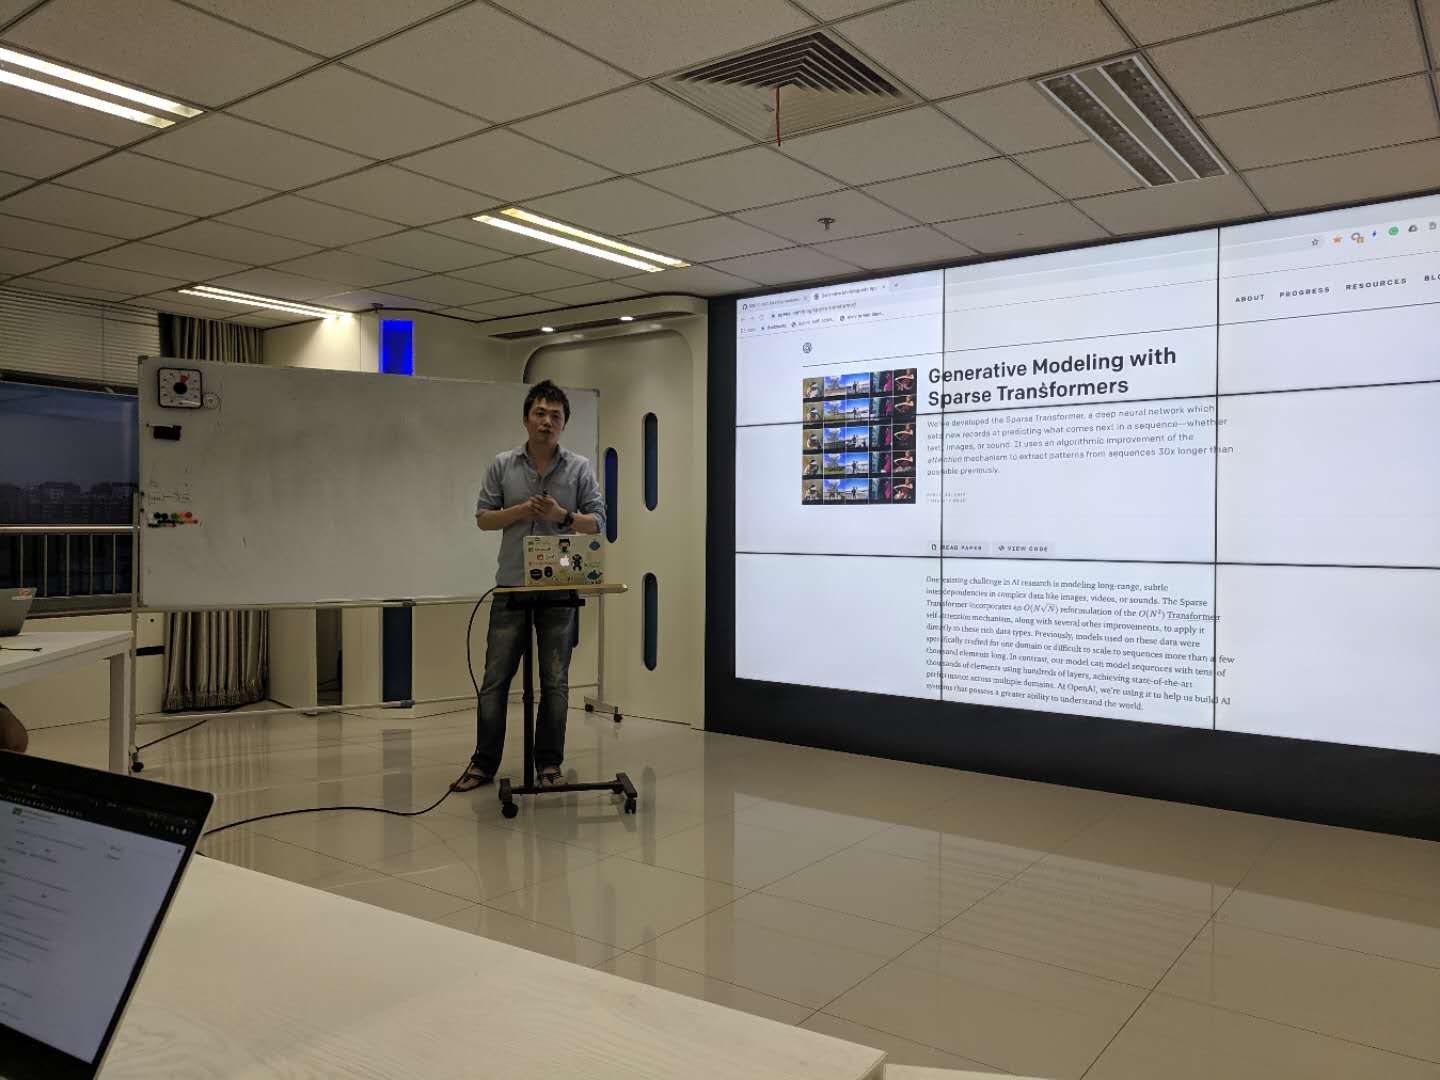 ABOUT PROGRESS RESOURCES
Generative Modeling with
Sparse Transformers
We've developed the Sparse Transformer, a deep neural network which
sets new records at predicting what comes next in a sequence—whether
text, images, or sound. It uses an algorithmic improvement of the
attention mechanism to extract patterns from sequences 30x longer than
possible previously.
READ PAPER VIEW CODE
One existing challenge in AI research is modeling long-range, subtle
interdependencies in complex data like images, videos, or sounds. The Sparse
Transformer incorporates an O(N√N) reformulation of the O(N²) Transformer
self-attention mechanism, along with several other improvements, to apply it
directly to these rich data types. Previously, models used on these data were
specifically crafted for one domain or difficult to scale to sequences more than a few
thousand elements long. In contrast, our model can model sequences with tens of
thousands of elements using hundreds of layers, achieving state-of-the-art
performance across multiple domains. At OpenAI, we're using it to help us build AI
systems that possess a greater ability to understand the world.